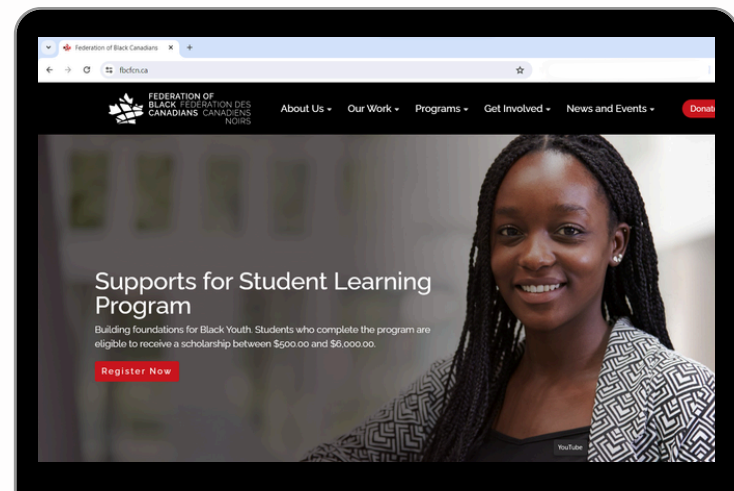 Federation of Black Canadians
fbcfcn.ca
FEDERATION OF
BLACK FÉDÉRATION DES
CANADIANS CANADIENS
NOIRS
About Us Our Work Programs Get Involved News and Events Donate
Supports for Student Learning
Program
Building foundations for Black Youth. Students who complete the program are
eligible to receive a scholarship between $500.00 and $6,000.00.
Register Now
YouTube